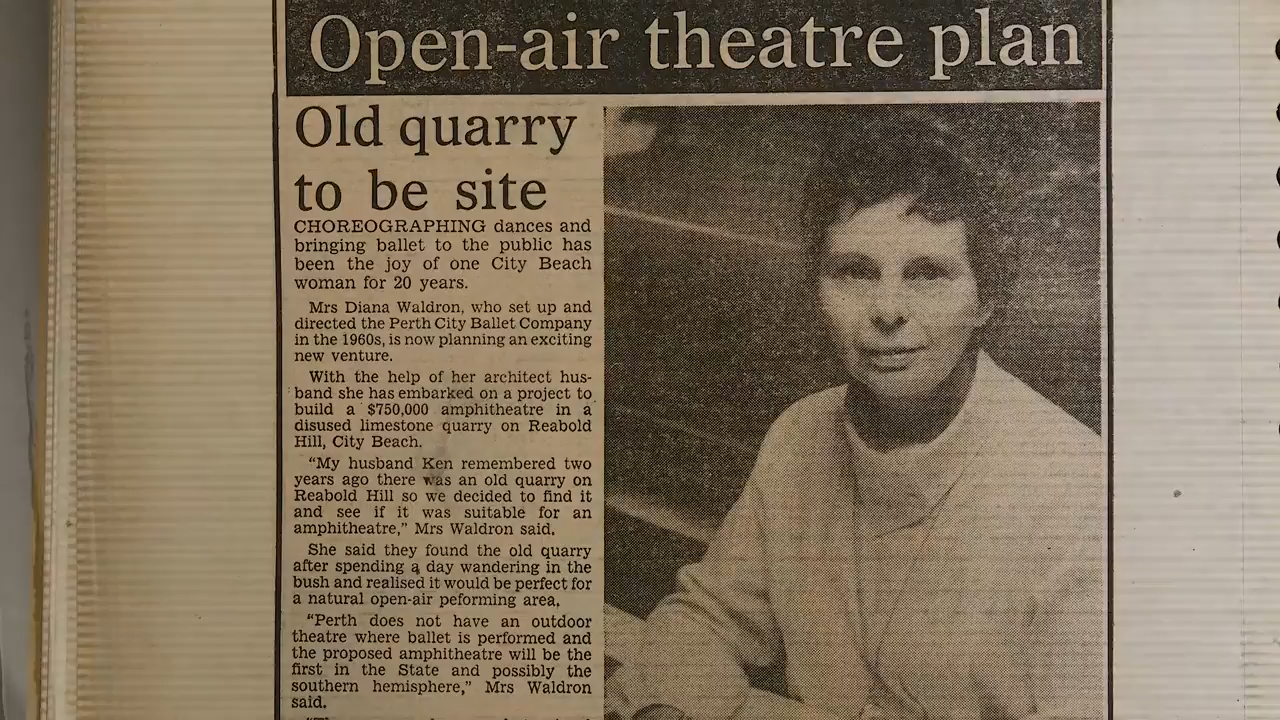 Open-air theatre plan
Old quarry
to be site
CHOREOGRAPHING dances and
bringing ballet to the public has
been the joy of one City Beach
woman for 20 years.
Mrs Diana Waldron, who set up and
directed the Perth City Ballet Company
in the 1960s, is now planning an exciting
new venture.
With the help of her architect hus-
band she has embarked on a project to
build a $750,000 amphitheatre in a
disused limestone quarry on Reabold
Hill, City Beach.
“My husband Ken remembered two
years ago there was an old quarry on
Reabold Hill so we decided to find it
and see if it was suitable for an
amphitheatre,” Mrs Waldron said.
She said they found the old quarry
after spending a day wandering in the
bush and realised it would be perfect for
a natural open-air peforming area.
“Perth does not have an outdoor
theatre where ballet is performed and
the proposed amphitheatre will be the
first in the State and possibly the
southern hemisphere,” Mrs Waldron
said.